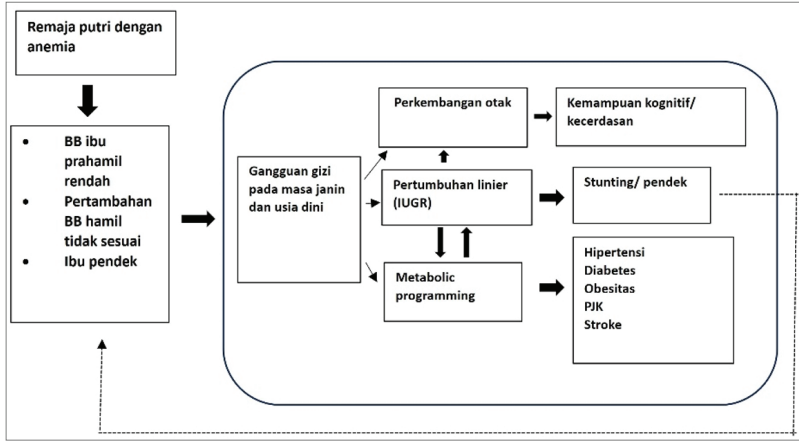 Remaja putri dengan
anemia
• BB ibu
prahamil
rendah
• Pertambahan
BB hamil
tidak sesuai
• Ibu pendek
Gangguan gizi
pada masa janin
dan usia dini
Perkembangan otak
Kemampuan kognitif/
kecerdasan
Pertumbuhan linier
(IUGR)
Stunting/ pendek
Metabolic
programming
Hipertensi
Diabetes
Obesitas
PJK
Stroke